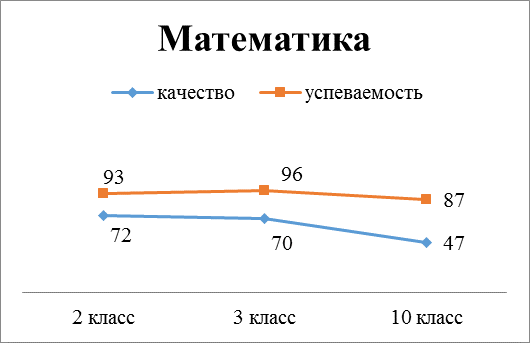 Математика
качество успеваемость
93 96 87
72 70 47
2 класс 3 класс 10 класс